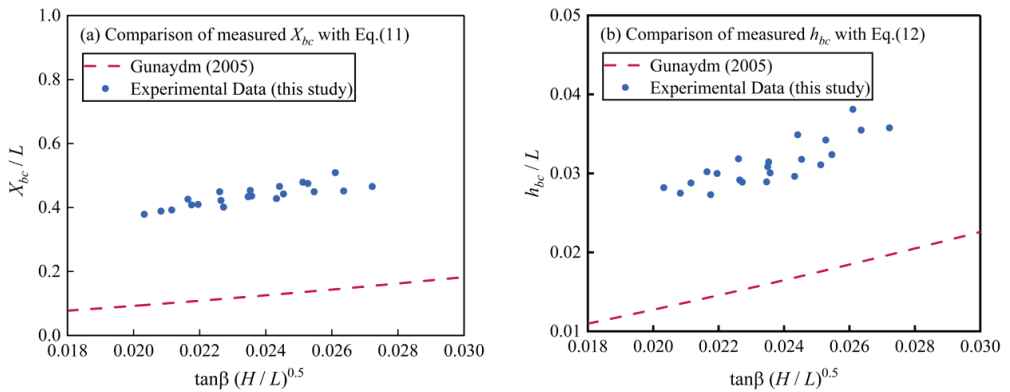 (a) Comparison of measured X_bc with Eq.(11)
Gunaydm (2005)
Experimental Data (this study)
X_bc / L
1.0
0.8
0.6
0.4
0.2
0.0
0.018 0.020 0.022 0.024 0.026 0.028 0.030
tanβ (H / L)^0.5
(b) Comparison of measured h_bc with Eq.(12)
Gunaydm (2005)
Experimental Data (this study)
h_bc / L
0.05
0.04
0.03
0.02
0.01
0.018 0.020 0.022 0.024 0.026 0.028 0.030
tanβ (H / L)^0.5